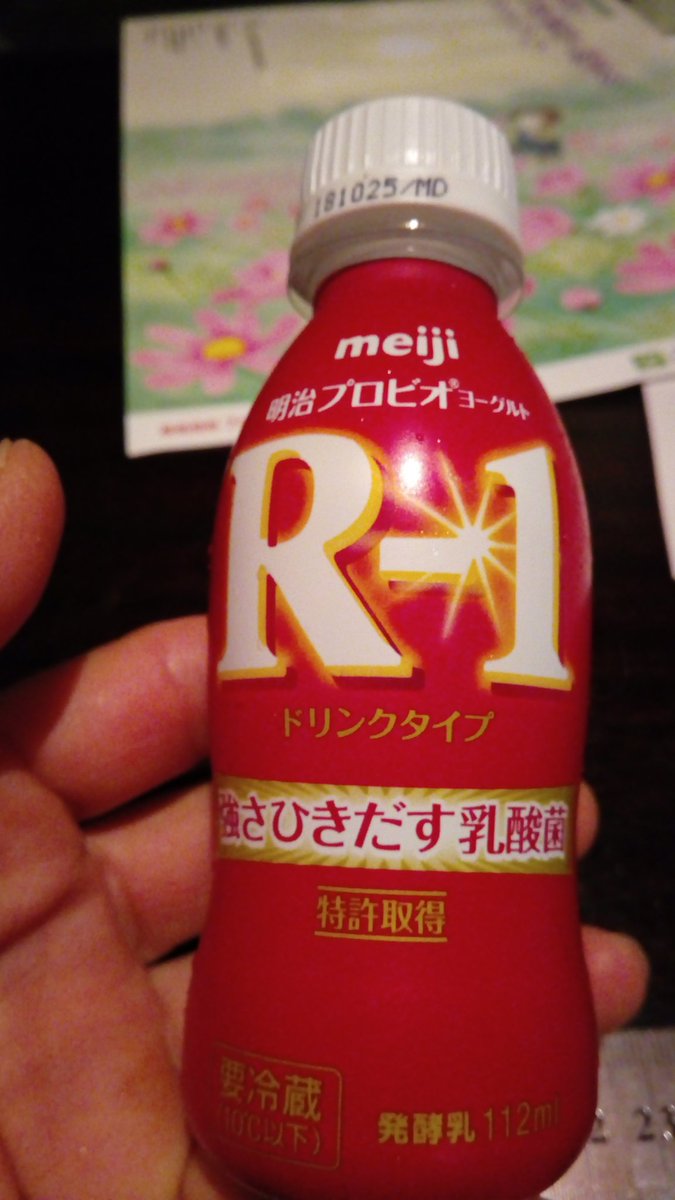 181025/MD
meiji
明治プロビオ®ヨーグルト
R-1
ドリンクタイプ
強さひきだす乳酸菌
特許取得
要冷蔵
(10℃以下)
発酵乳 112ml